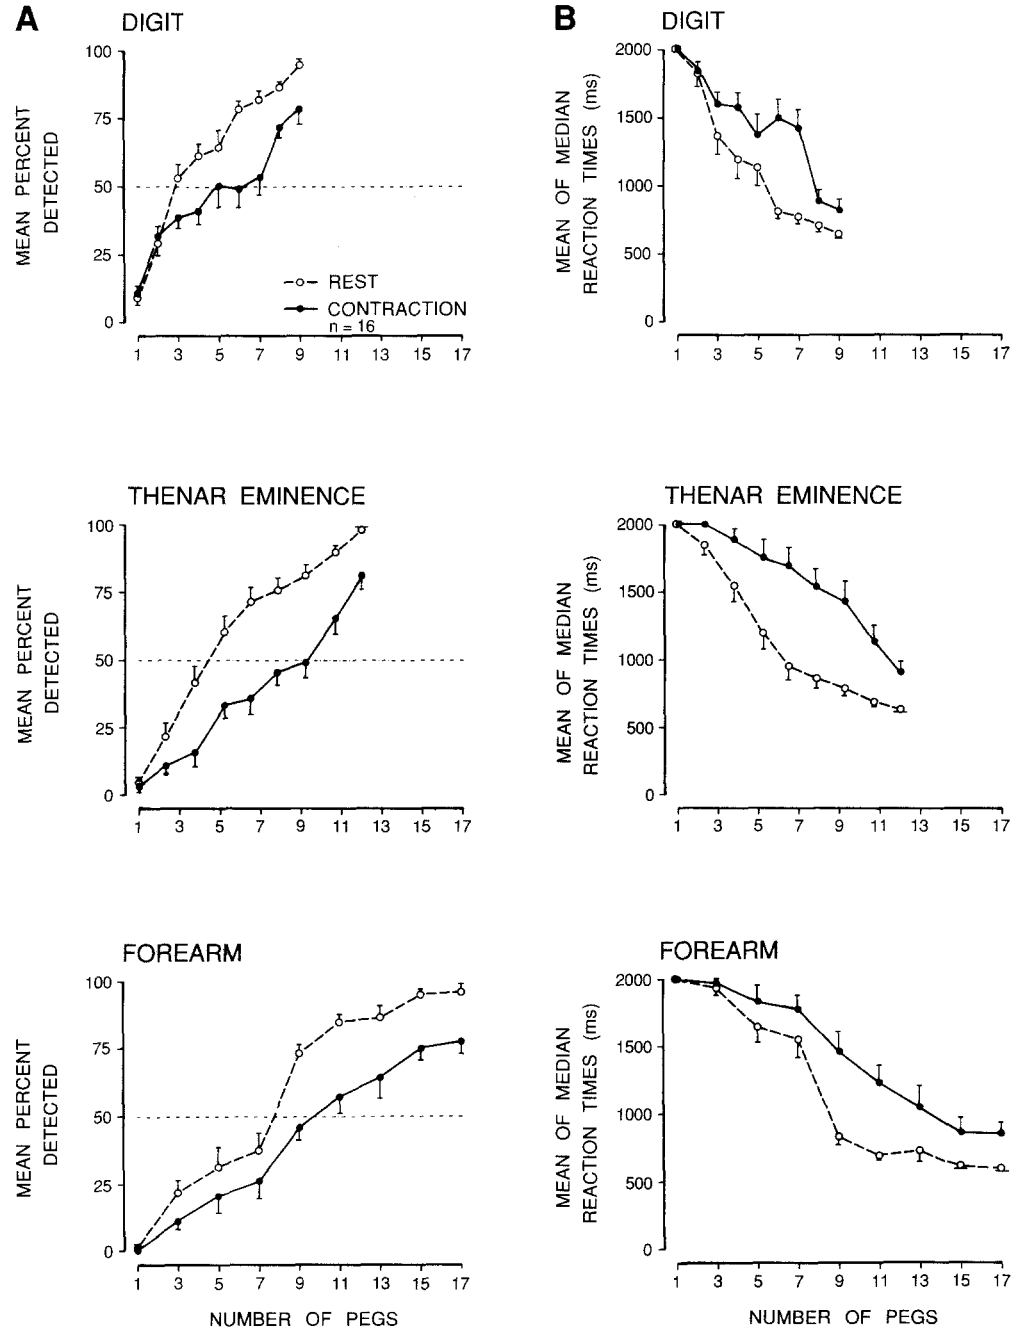 A
DIGIT
MEAN PERCENT
DETECTED
100
75
50
25
0
REST
CONTRACTION
n = 16
1 3 5 7 9 11 13 15 17
B
DIGIT
MEAN OF MEDIAN
REACTION TIMES (ms)
2000
1500
1000
500
0
1 3 5 7 9 11 13 15 17
THENAR EMINENCE
MEAN PERCENT
DETECTED
100
75
50
25
0
1 3 5 7 9 11 13 15 17
THENAR EMINENCE
MEAN OF MEDIAN
REACTION TIMES (ms)
2000
1500
1000
500
0
1 3 5 7 9 11 13 15 17
FOREARM
MEAN PERCENT
DETECTED
100
75
50
25
0
1 3 5 7 9 11 13 15 17
NUMBER OF PEGS
FOREARM
MEAN OF MEDIAN
REACTION TIMES (ms)
2000
1500
1000
500
0
1 3 5 7 9 11 13 15 17
NUMBER OF PEGS